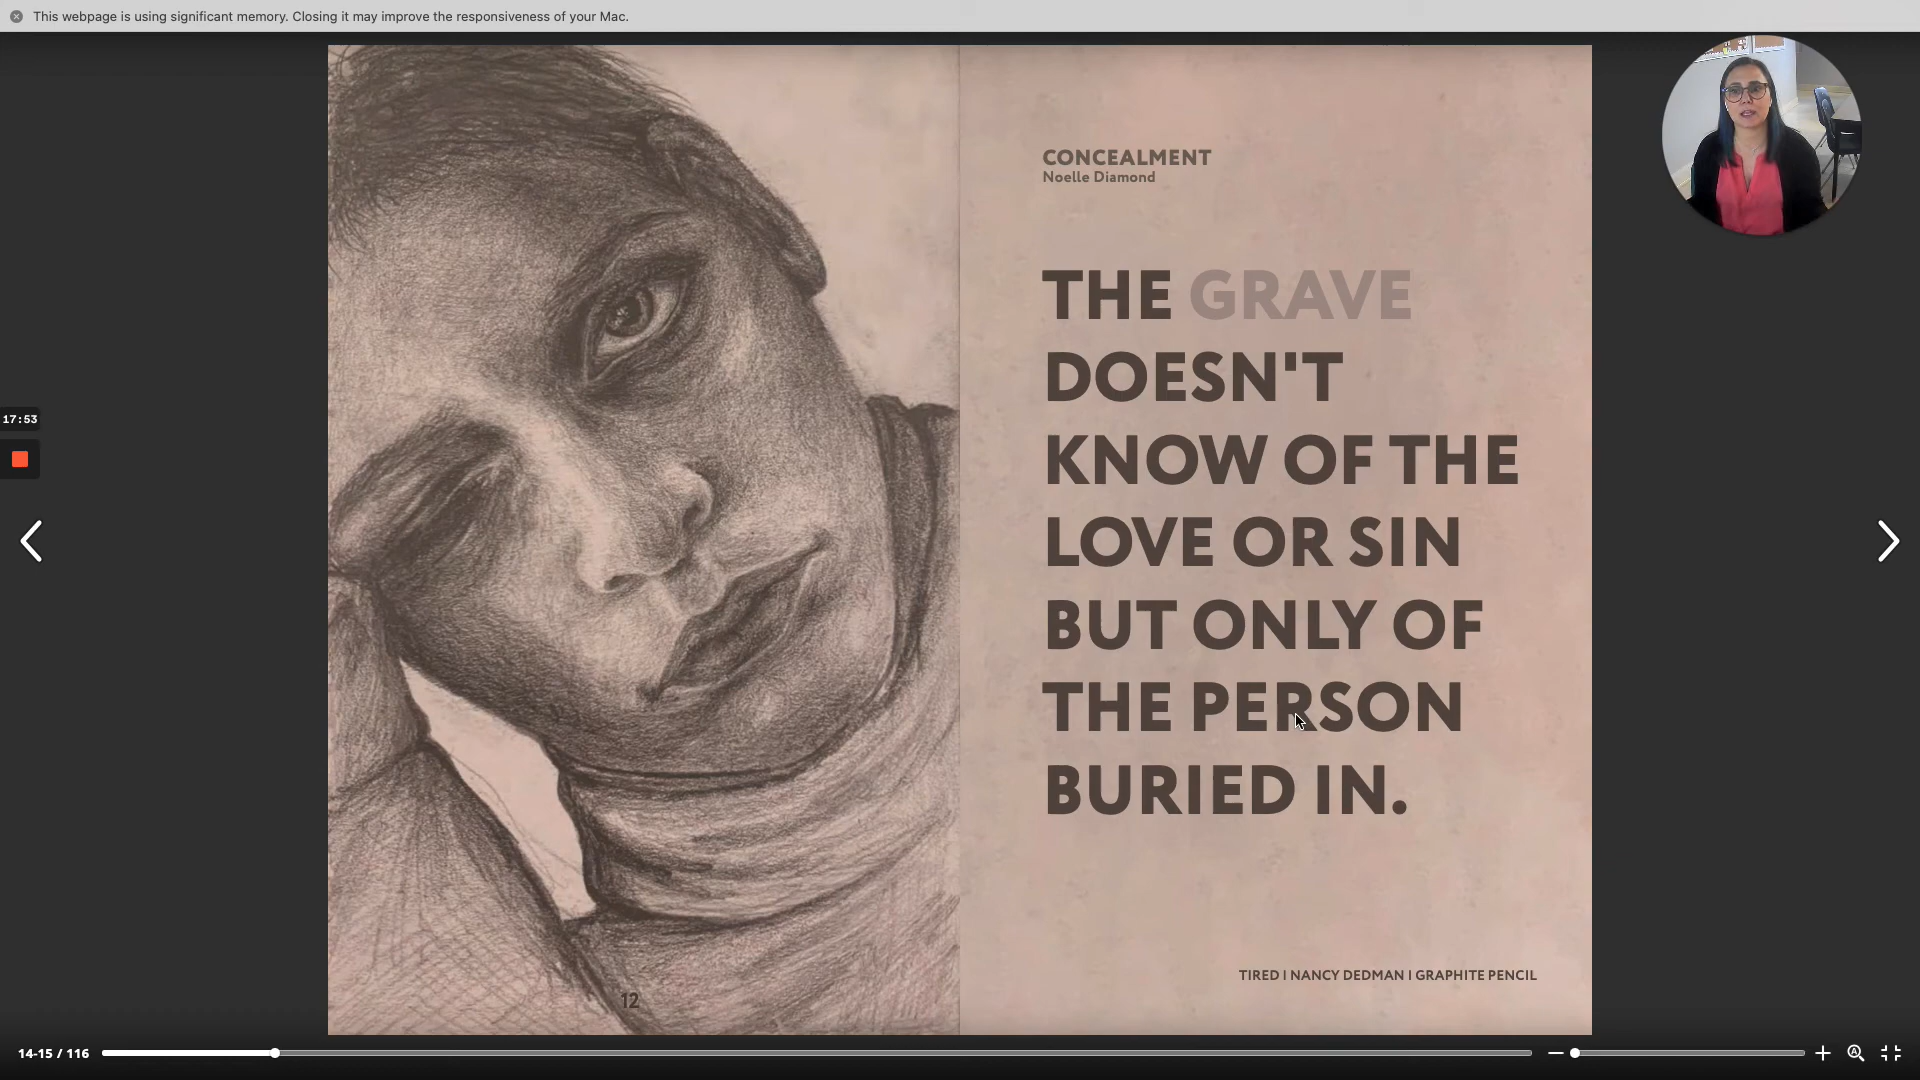 This webpage is using significant memory. Closing it may improve the responsiveness of your Mac.
CONCEALMENT
Noelle Diamond
THE GRAVE
DOESN'T
KNOW OF THE
LOVE OR SIN
BUT ONLY OF
THE PERSON
BURIED IN.
TIRED I NANCY DEDMAN I GRAPHITE PENCIL
12
17:53
14-15 / 116